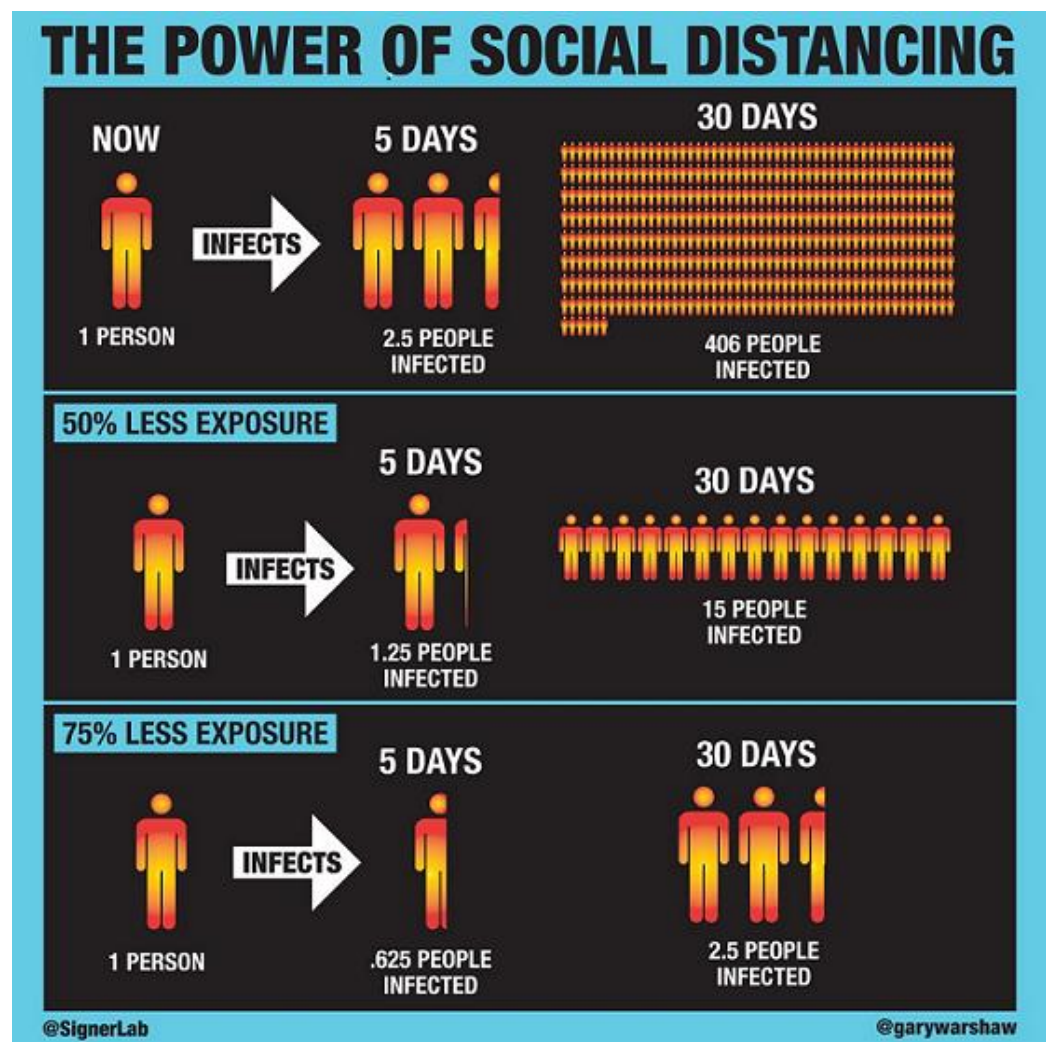 THE POWER OF SOCIAL DISTANCING
NOW
5 DAYS
30 DAYS
INFECTS
1 PERSON
2.5 PEOPLE
INFECTED
406 PEOPLE
INFECTED
50% LESS EXPOSURE
5 DAYS
30 DAYS
INFECTS
1 PERSON
1.25 PEOPLE
INFECTED
15 PEOPLE
INFECTED
75% LESS EXPOSURE
5 DAYS
30 DAYS
INFECTS
1 PERSON
.625 PEOPLE
INFECTED
2.5 PEOPLE
INFECTED
@SignerLab
@garywarshaw